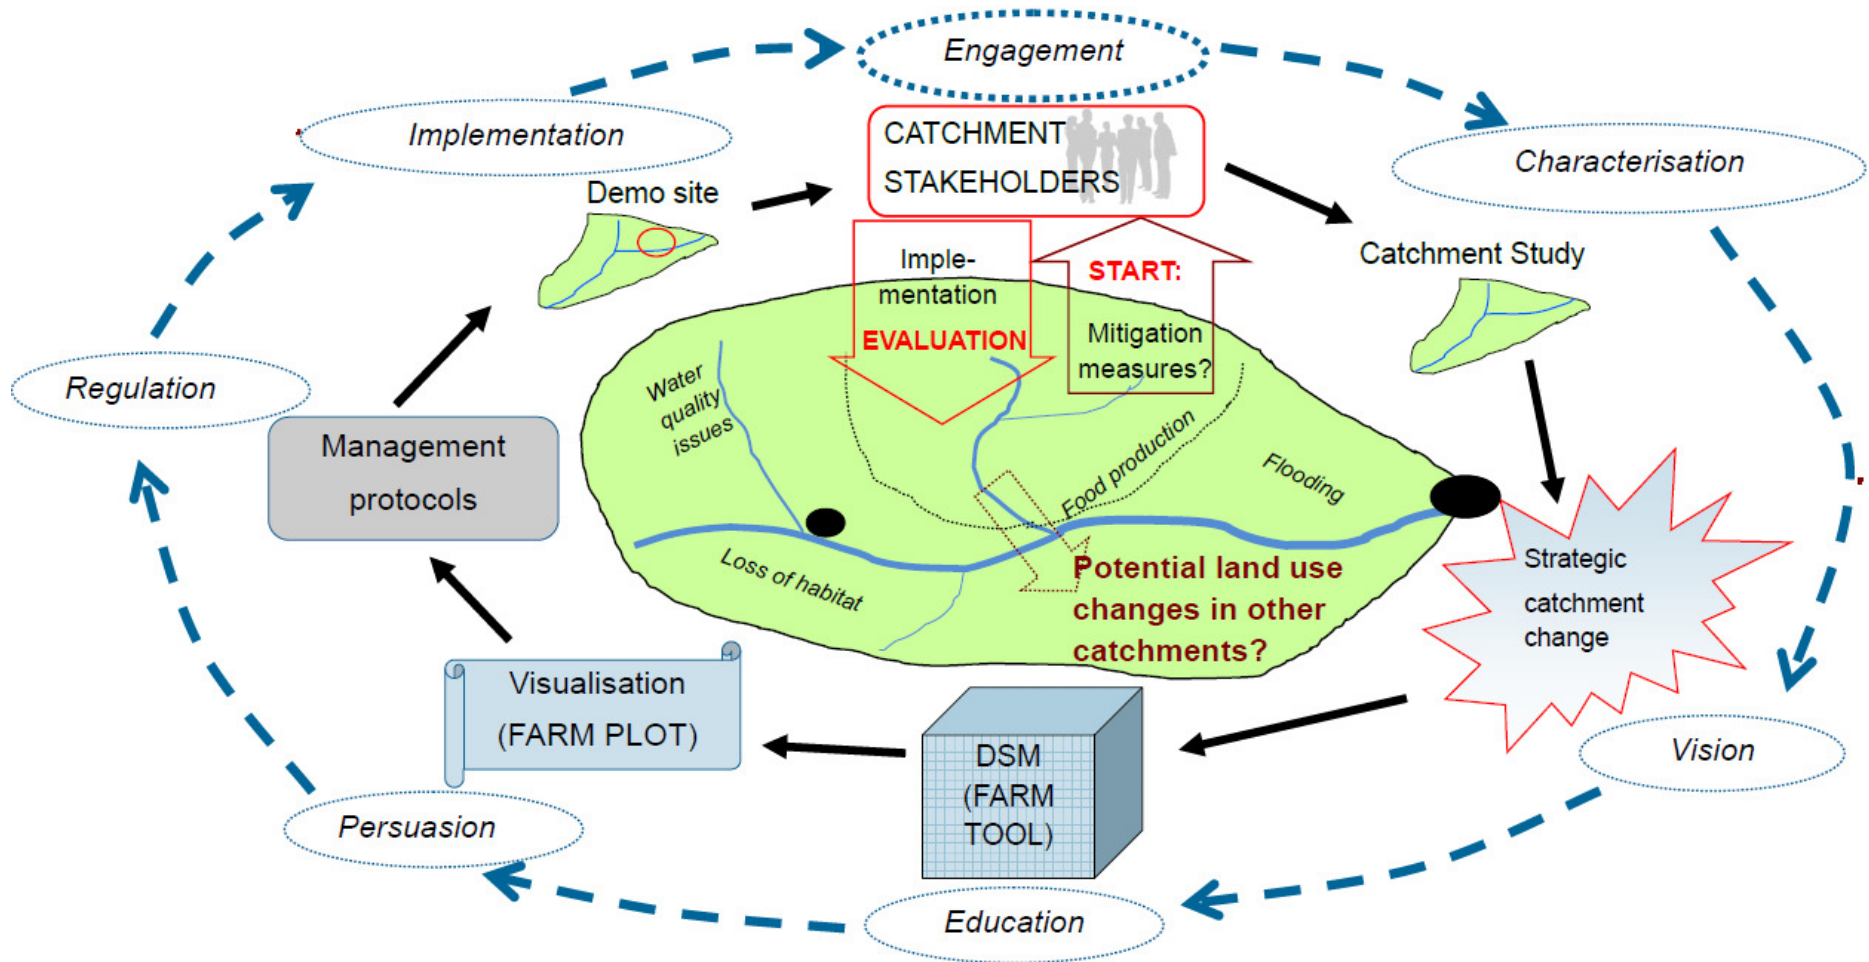 Engagement
Implementation
Characterisation
CATCHMENT
STAKEHOLDERS
Demo site
Catchment Study
Imple-
mentation
EVALUATION
START:
Mitigation
measures?
Regulation
Management
protocols
Water
quality
issues
Food production
Flooding
Loss of habitat
Potential land use
changes in other
catchments?
Strategic
catchment
change
Visualisation
(FARM PLOT)
DSM
(FARM
TOOL)
Vision
Persuasion
Education